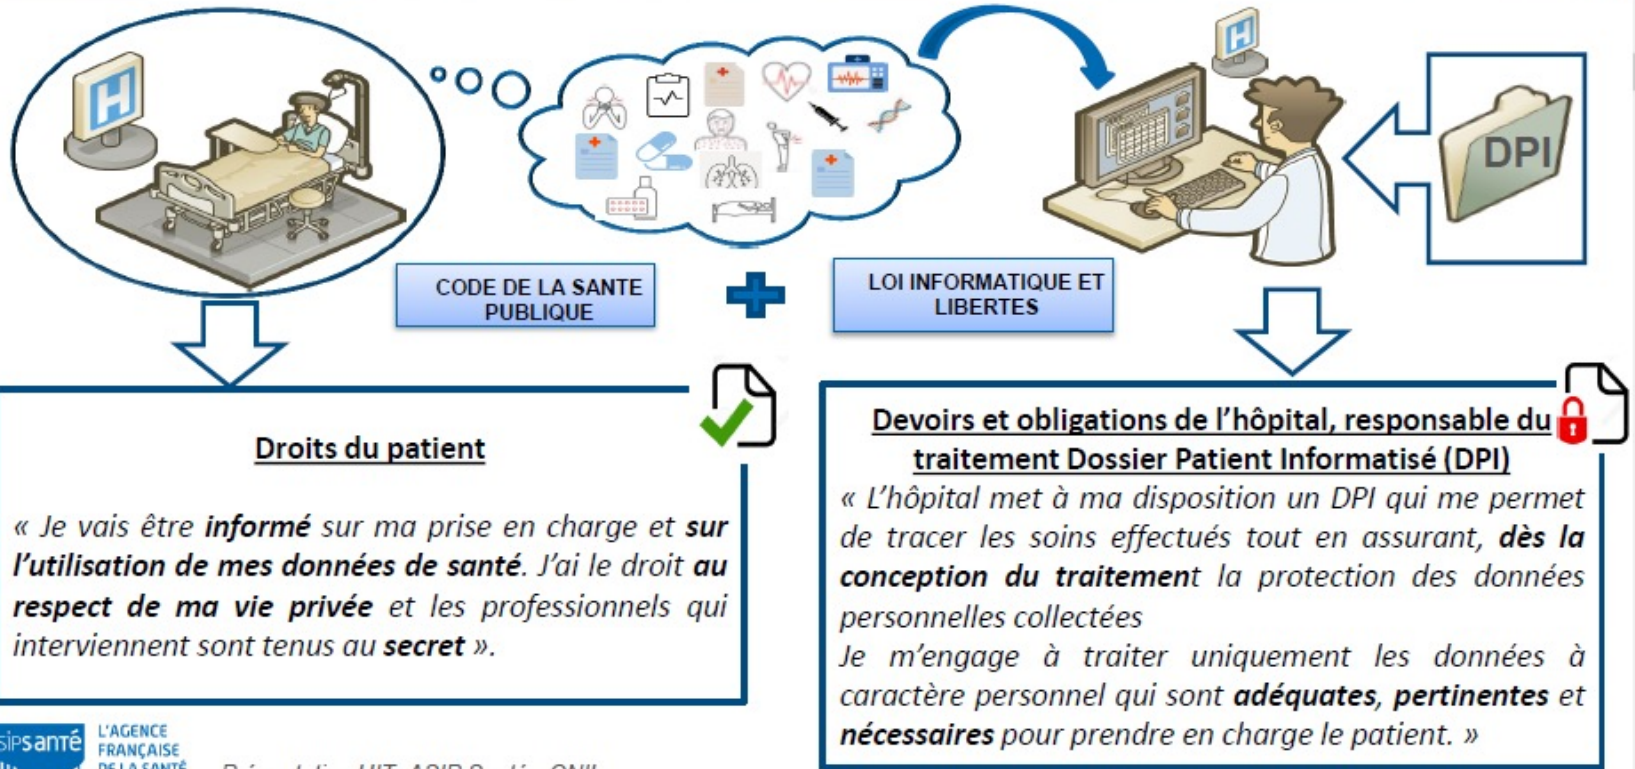 H
H
DPI
CODE DE LA SANTE
PUBLIQUE
LOI INFORMATIQUE ET
LIBERTES
Droits du patient
« Je vais être informé sur ma prise en charge et sur
l'utilisation de mes données de santé. J'ai le droit au
respect de ma vie privée et les professionnels qui
interviennent sont tenus au secret ».
Devoirs et obligations de l'hôpital, responsable du
traitement Dossier Patient Informatisé (DPI)
« L'hôpital met à ma disposition un DPI qui me permet
de tracer les soins effectués tout en assurant, dès la
conception du traitement la protection des données
personnelles collectées
Je m'engage à traiter uniquement les données à
caractère personnel qui sont adéquates, pertinentes et
nécessaires pour prendre en charge le patient. »
sipsanté
L'AGENCE
FRANÇAISE
DE LA SANTÉ